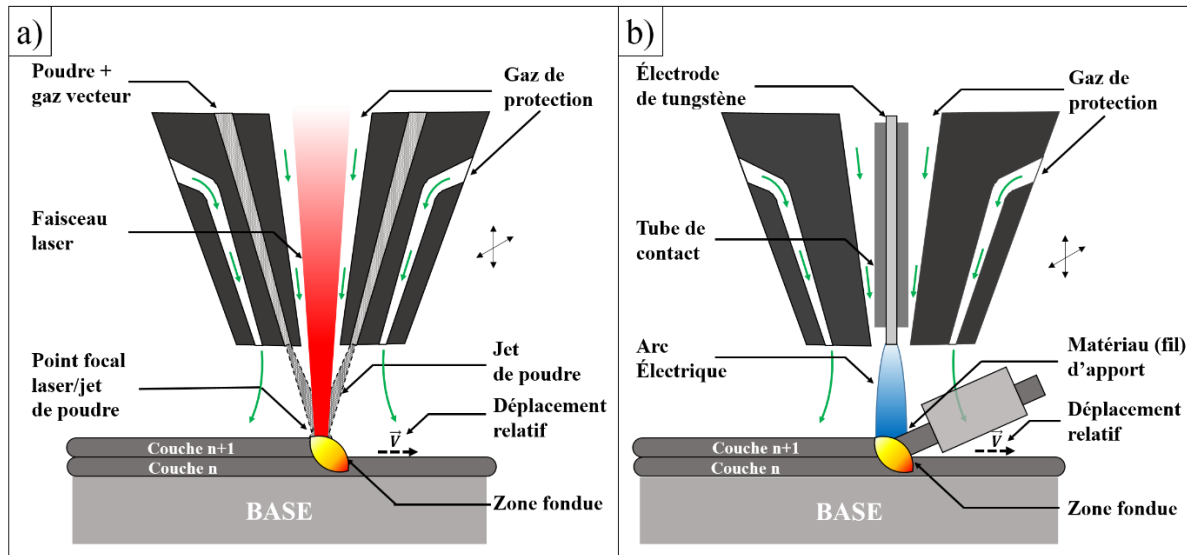 a)
Poudre +
gaz vecteur
Gaz de
protection
Faisceau
laser
Point focal
laser/jet
de poudre
Jet
de poudre
Déplacement
relatif
V
Couche n+1
Couche n
BASE
Zone fondue
b)
Électrode
de tungstène
Gaz de
protection
Tube de
contact
Arc
Électrique
Matériau (fil)
d’apport
Déplacement
relatif
V
Couche n+1
Couche n
BASE
Zone fondue